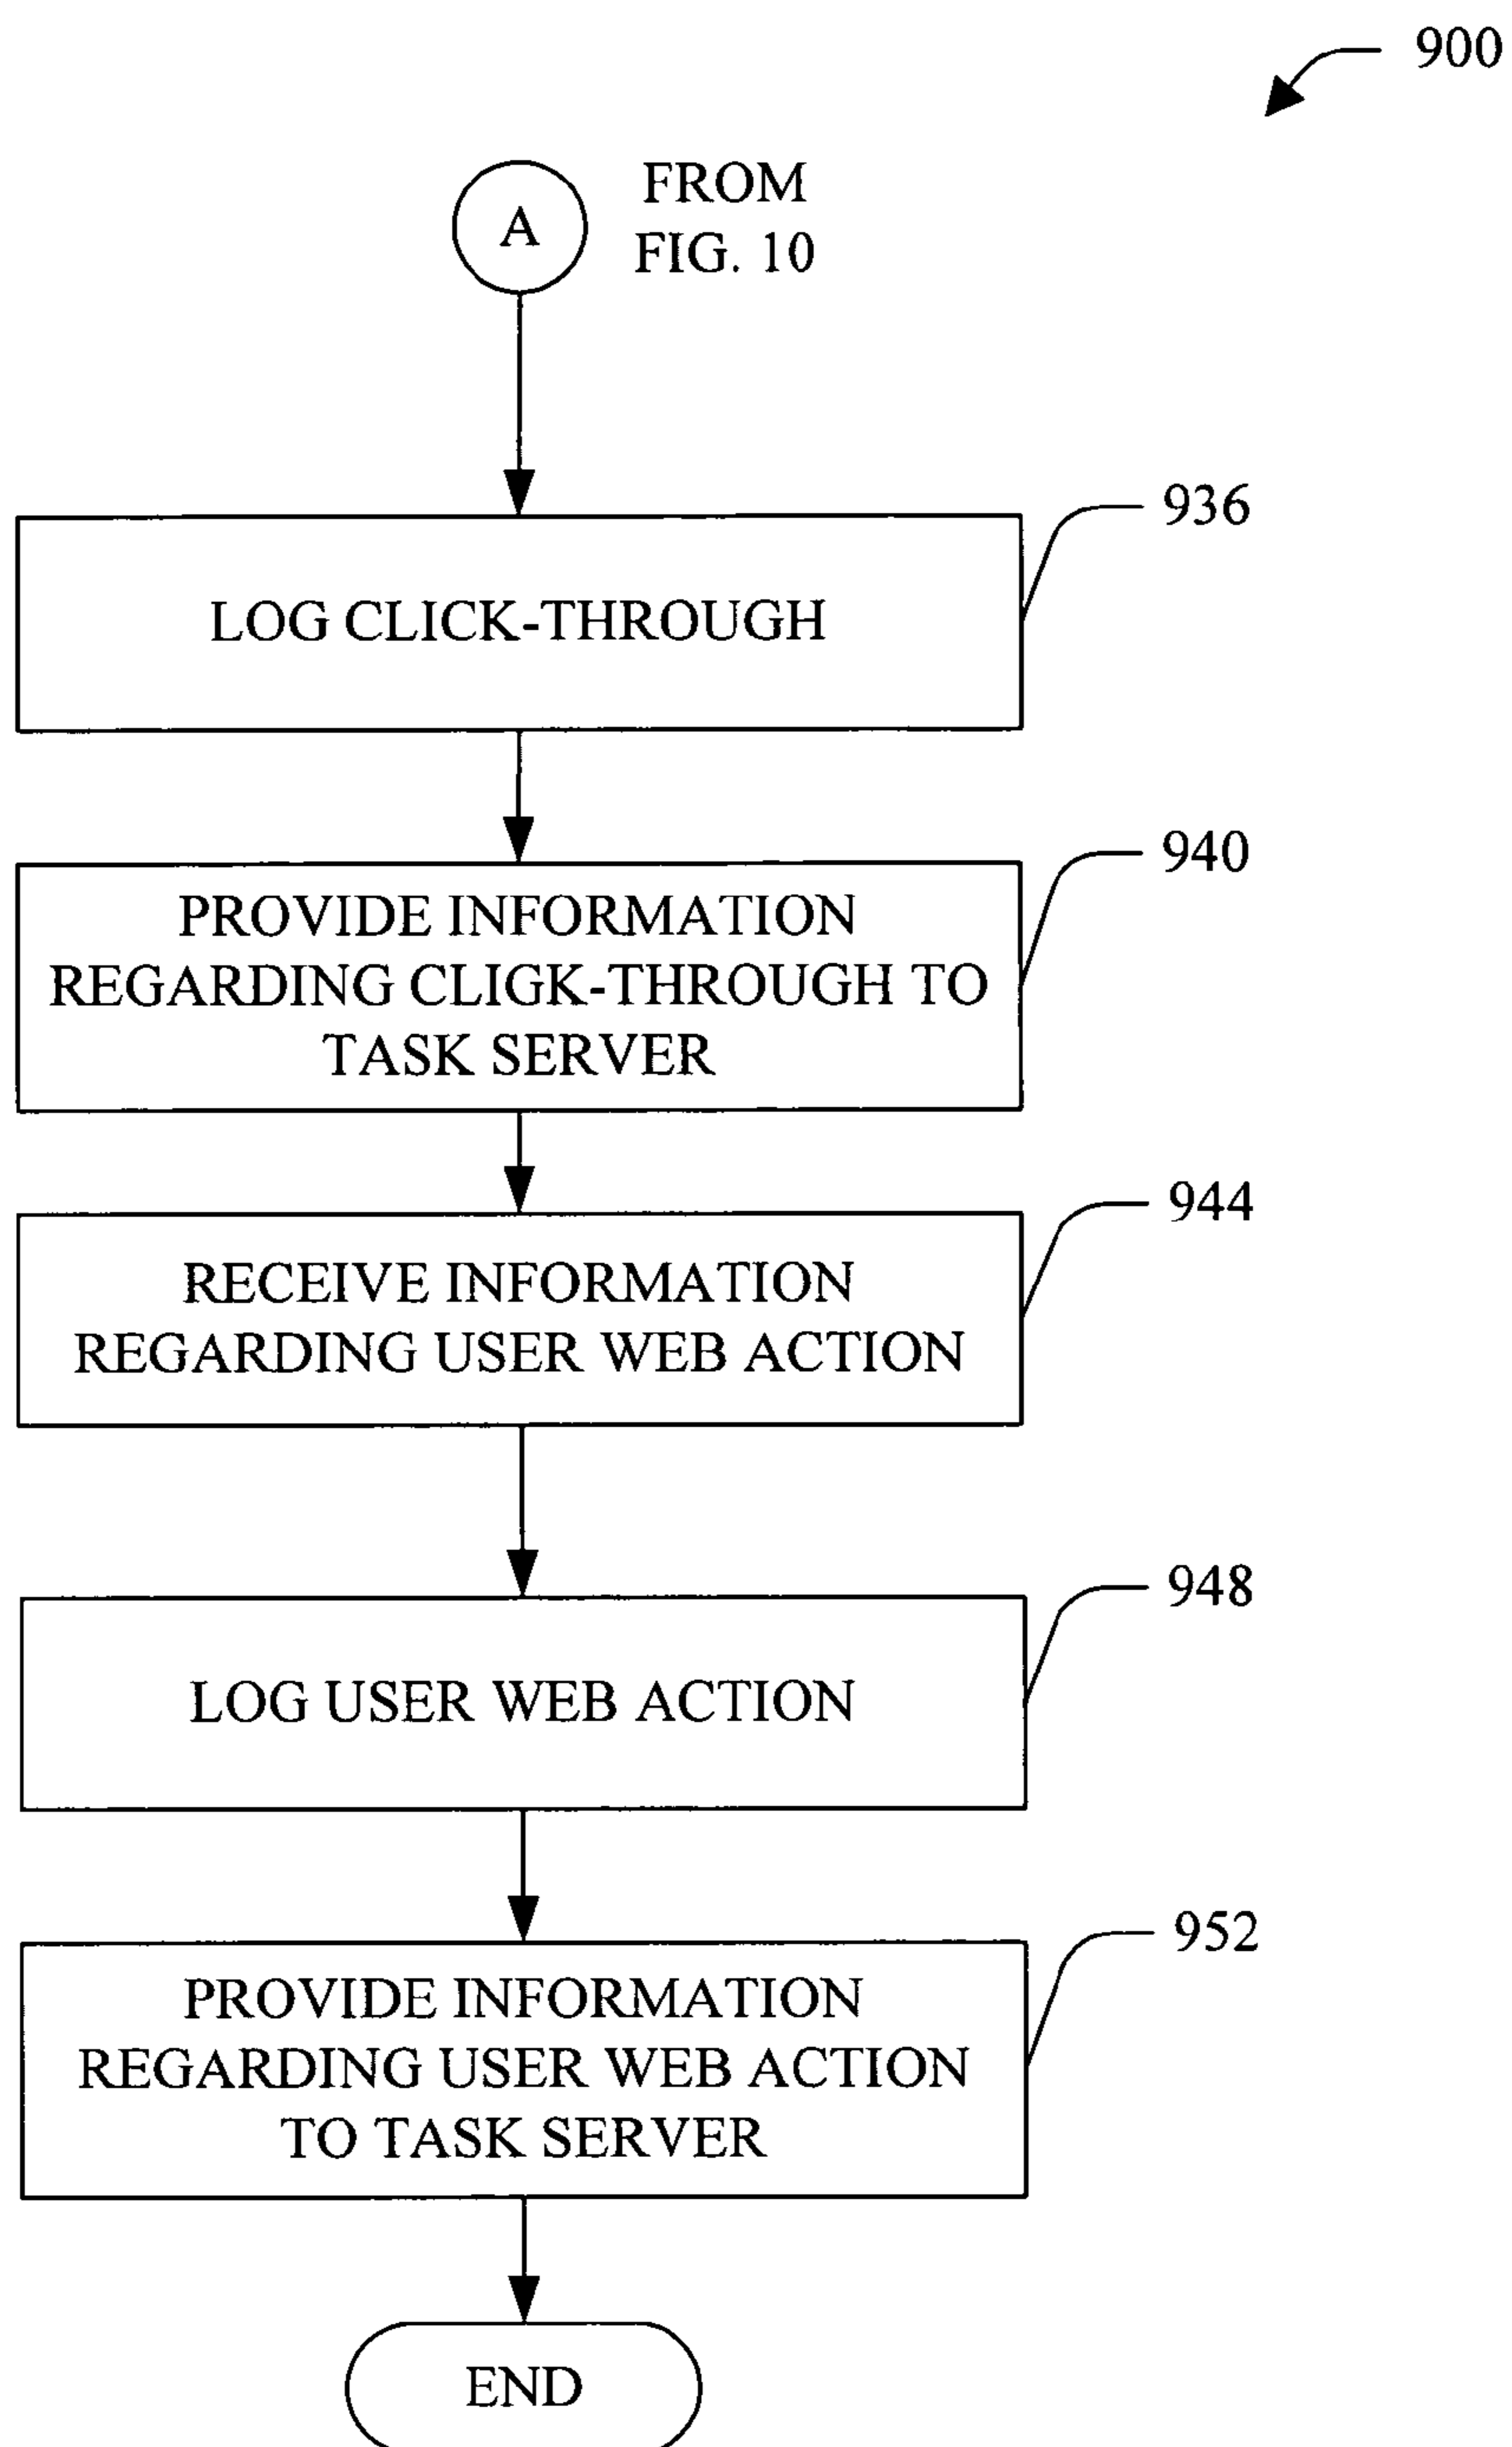 900
A
FROM
FIG. 10
936
LOG CLICK-THROUGH
940
PROVIDE INFORMATION
REGARDING CLIGK-THROUGH TO
TASK SERVER
944
RECEIVE INFORMATION
REGARDING USER WEB ACTION
948
LOG USER WEB ACTION
952
PROVIDE INFORMATION
REGARDING USER WEB ACTION
TO TASK SERVER
END